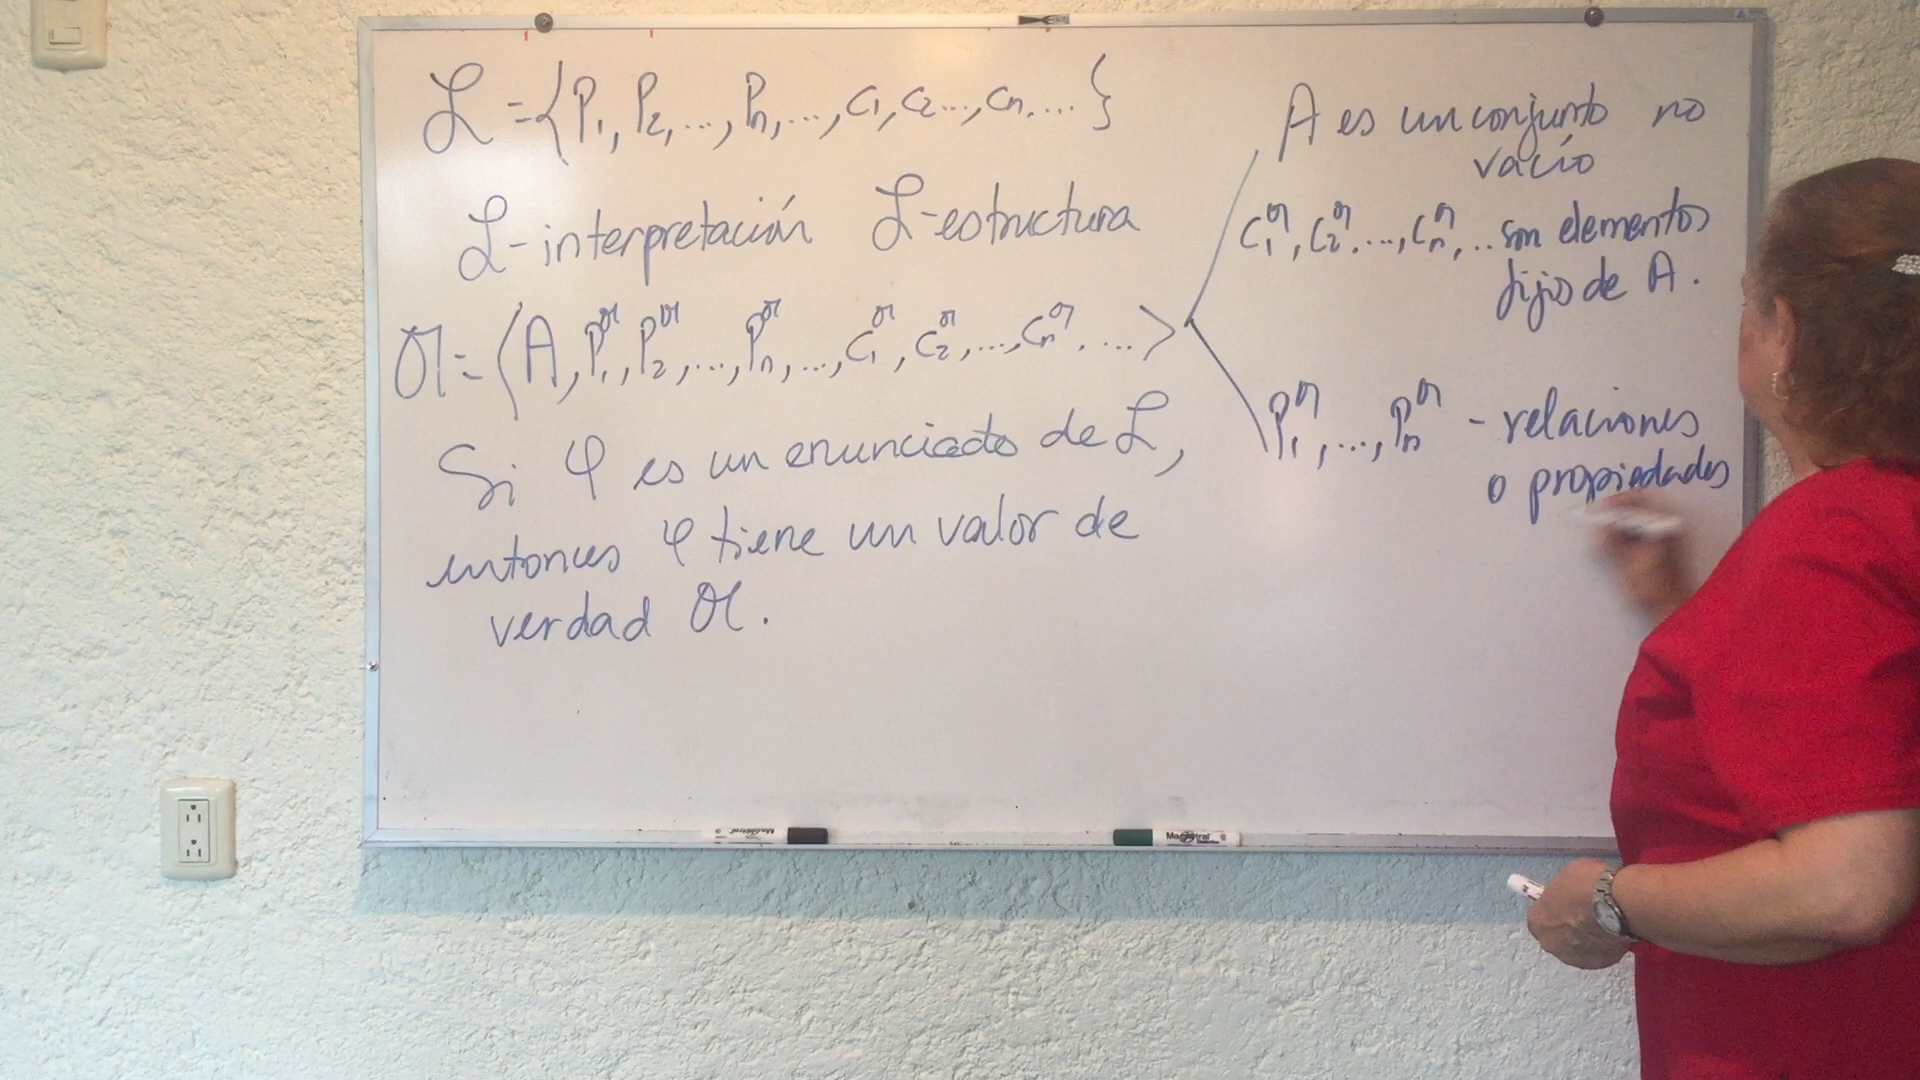 ℒ = {P₁, P₂, ..., Pₙ, ..., c₁, c₂ ..., cₙ, ... }
ℒ-interpretación ℒ-estructura
𝔄 = ⟨A, P₁^𝔄, P₂^𝔄, ..., Pₙ^𝔄, ..., c₁^𝔄, c₂^𝔄, ..., cₙ^𝔄, ... ⟩
Si φ es un enunciado de ℒ,
entonces φ tiene un valor de
verdad 𝔄.
A es un conjunto no
vacío
c₁^𝔄, c₂^𝔄, ..., cₙ^𝔄, .. son elementos
fijos de A.
P₁^𝔄, ..., Pₙ^𝔄 - relaciones
o propiedades
Magistral
Magistral